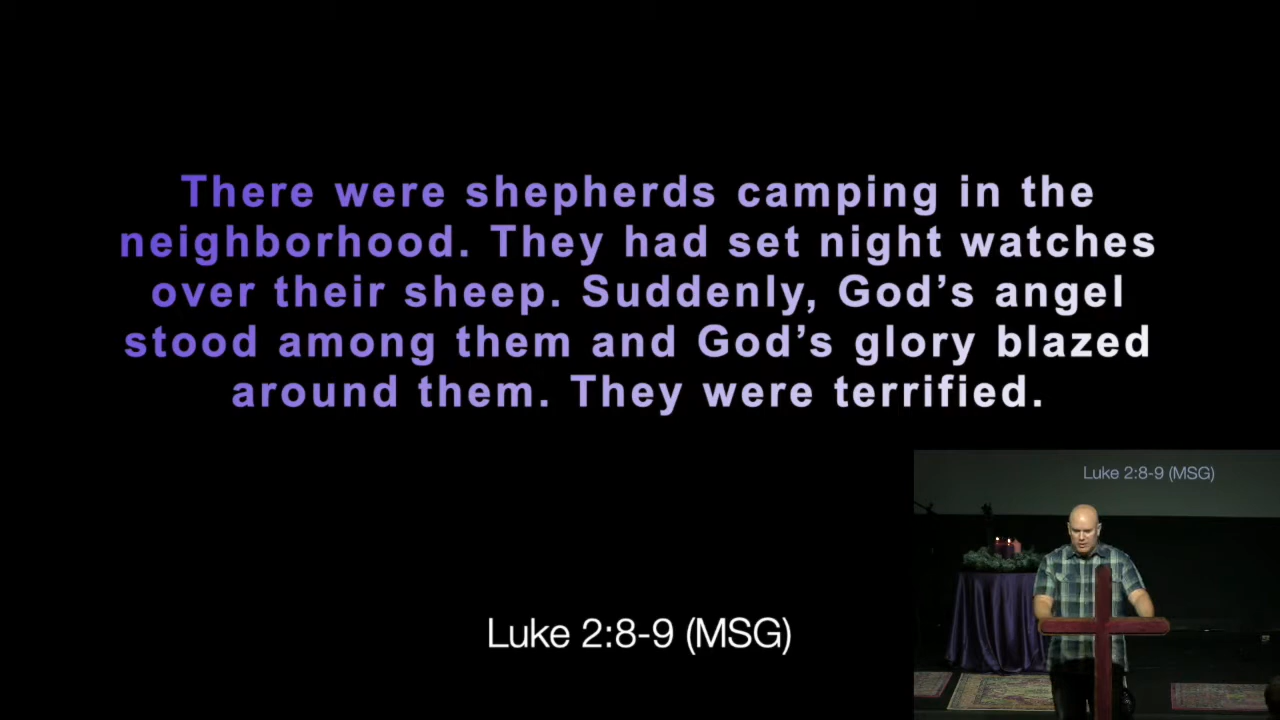 There were shepherds camping in the
neighborhood. They had set night watches
over their sheep. Suddenly, God’s angel
stood among them and God’s glory blazed
around them. They were terrified.
Luke 2:8-9 (MSG)
Luke 2:8-9 (MSG)